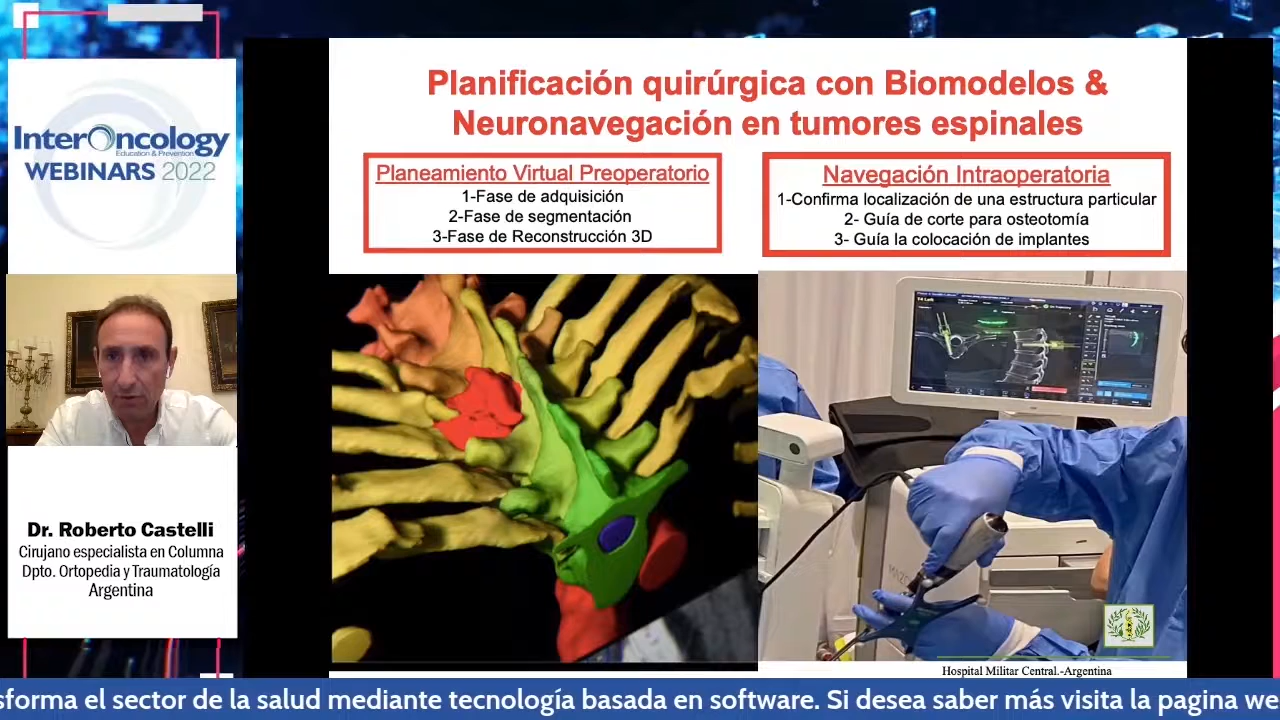 InterOncology
Education & Prevention
WEBINARS 2022
Dr. Roberto Castelli
Cirujano especialista en Columna
Dpto. Ortopedia y Traumatología
Argentina
Planificación quirúrgica con Biomodelos &
Neuronavegación en tumores espinales
Planeamiento Virtual Preoperatorio
1-Fase de adquisición
2-Fase de segmentación
3-Fase de Reconstrucción 3D
Navegación Intraoperatoria
1-Confirma localización de una estructura particular
2- Guía de corte para osteotomía
3- Guía la colocación de implantes
Hospital Militar Central.-Argentina
sforma el sector de la salud mediante tecnología basada en software. Si desea saber más visita la pagina we